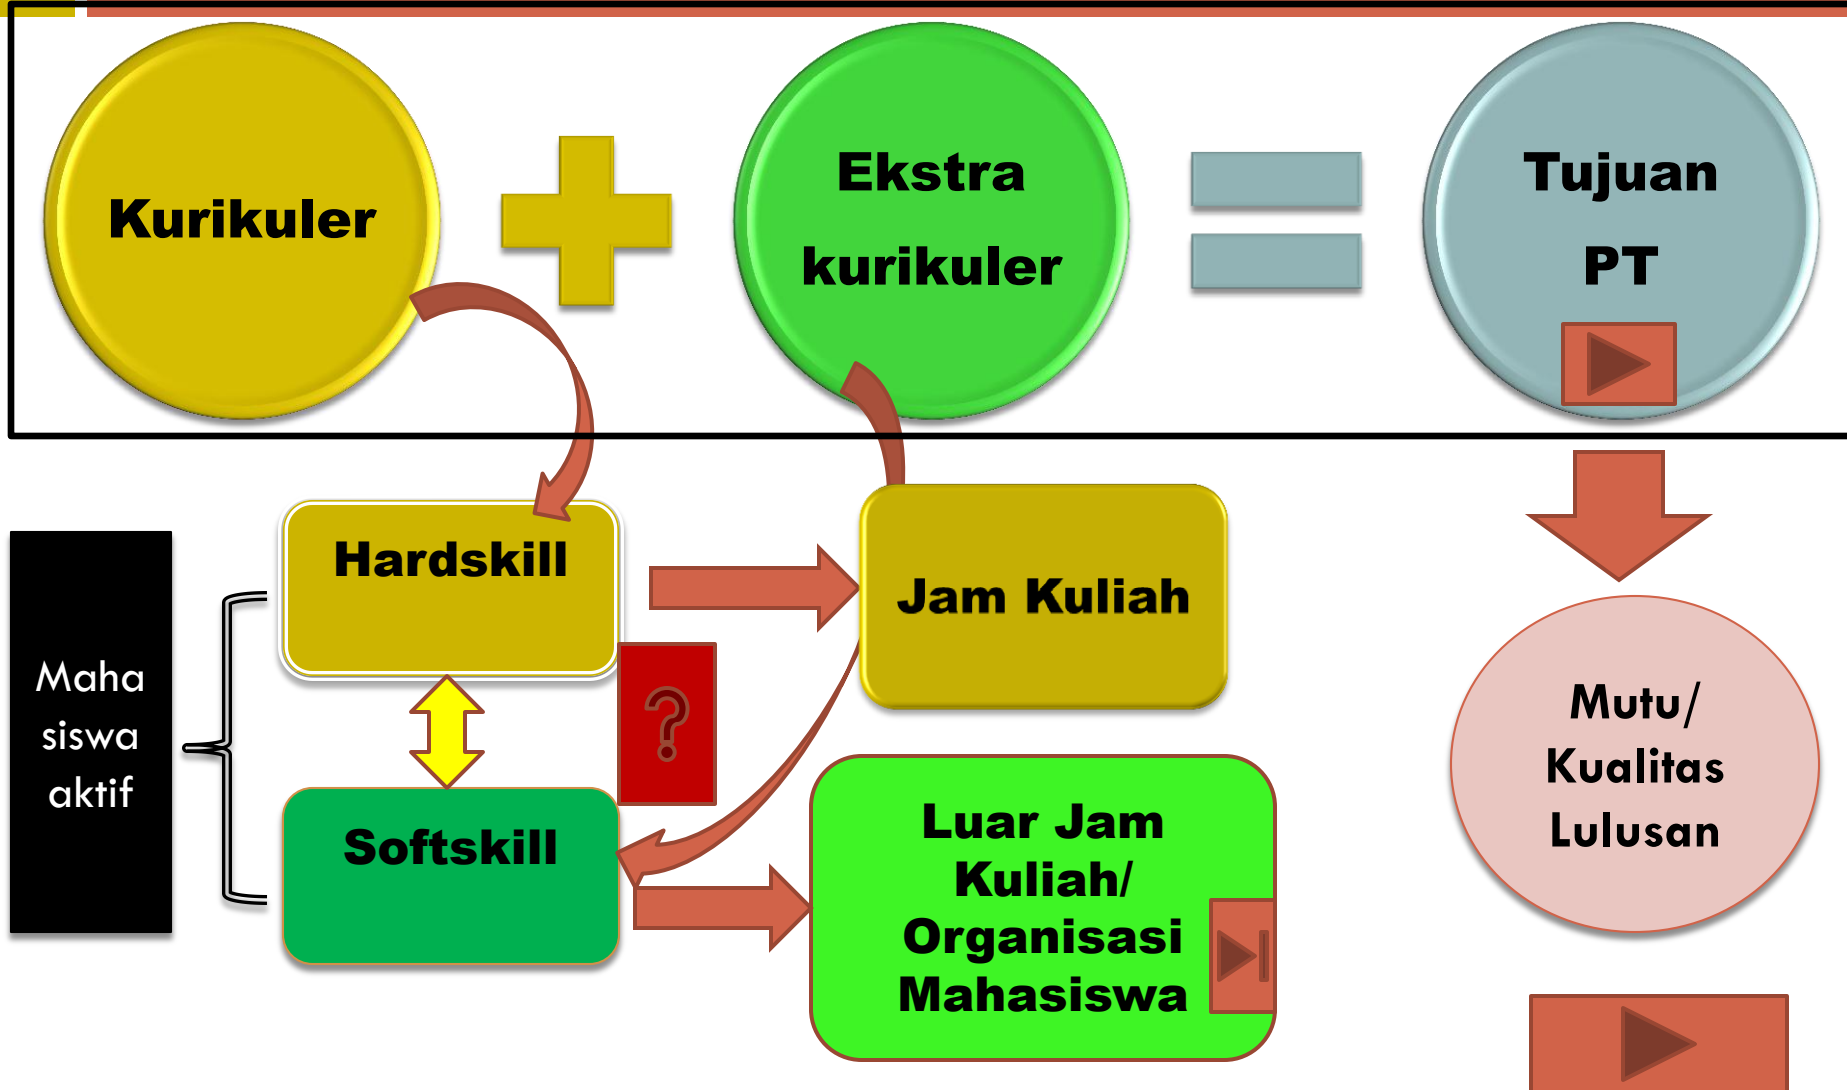 Kurikuler
Ekstra
kurikuler
Tujuan
PT
Hardskill
Jam Kuliah
Maha
siswa
aktif
?
Softskill
Luar Jam
Kuliah/
Organisasi
Mahasiswa
Mutu/
Kualitas
Lulusan